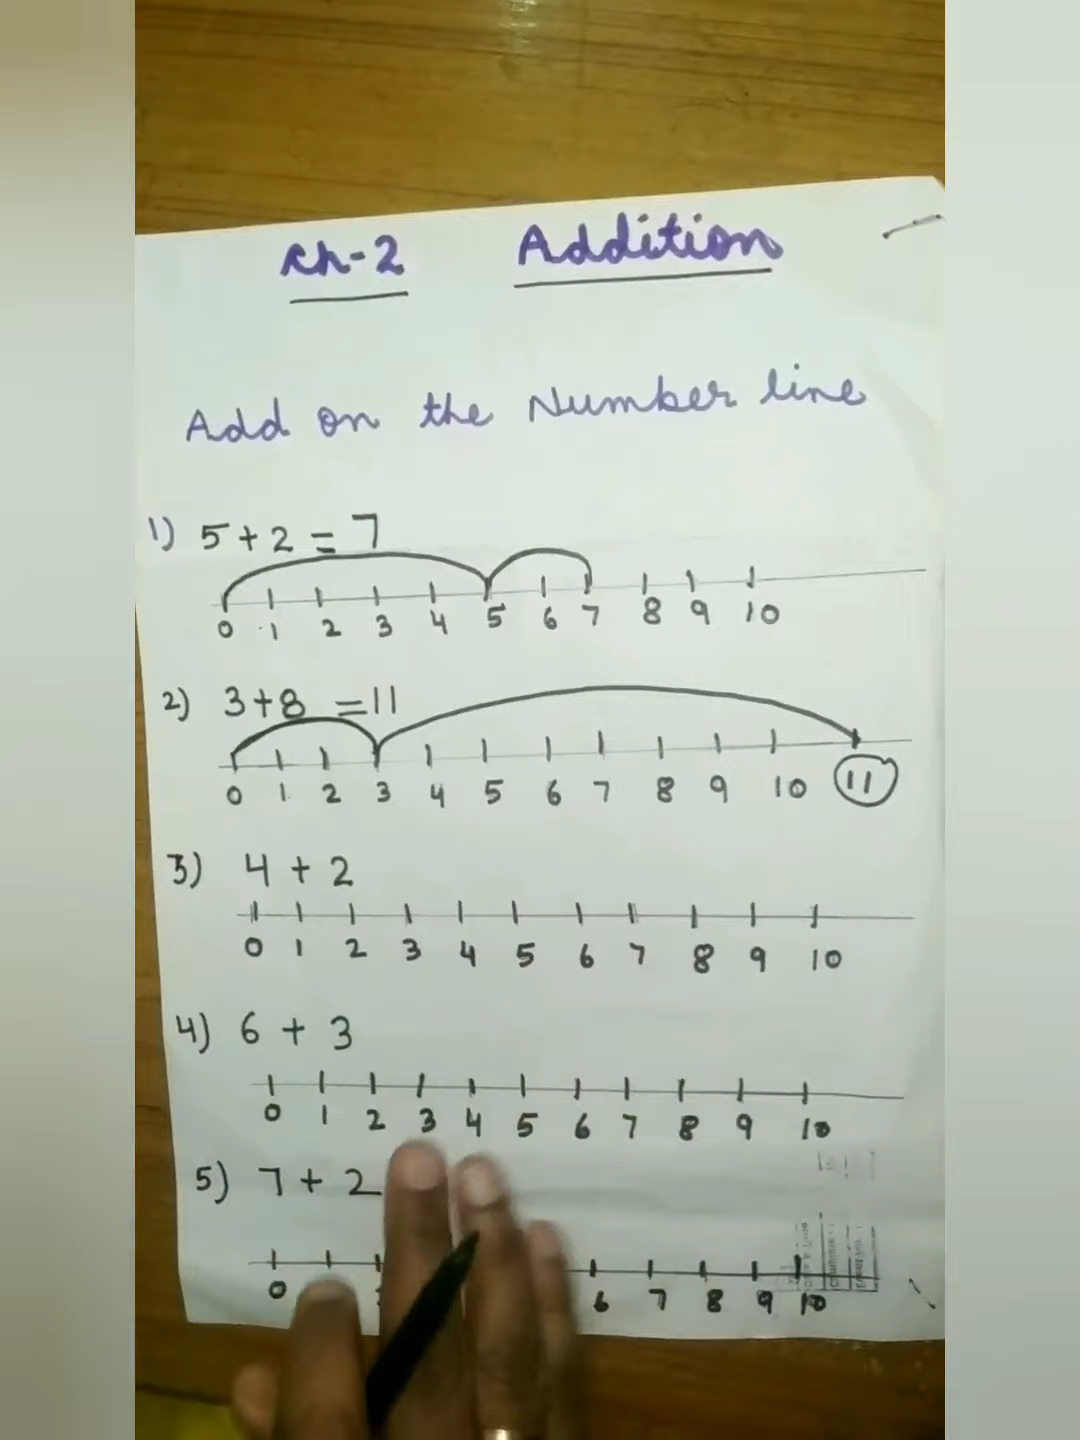 Ch-2 Addition
Add on the Number line
1) 5+2 = 7
0 1 2 3 4 5 6 7 8 9 10
2) 3+8 =11
0 1 2 3 4 5 6 7 8 9 10 11
3) 4 + 2
0 1 2 3 4 5 6 7 8 9 10
4) 6 + 3
0 1 2 3 4 5 6 7 8 9 10
5) 7 + 2
0 6 7 8 9 10